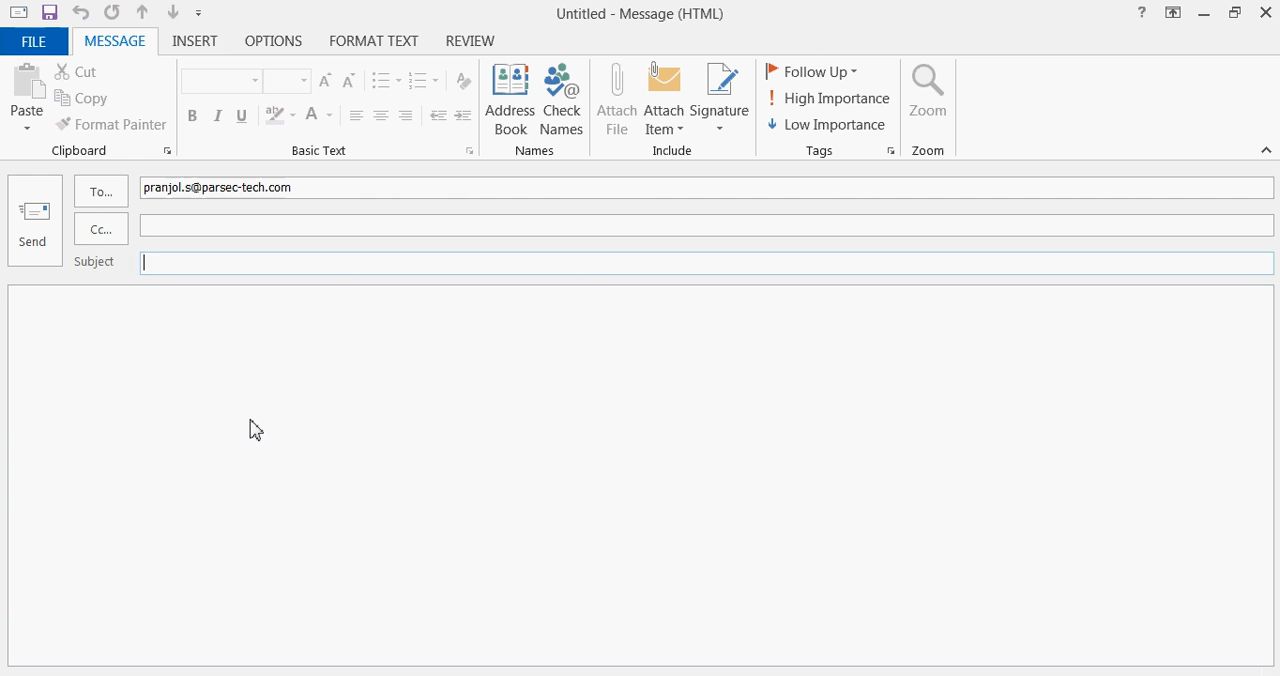 Untitled - Message (HTML)
?
FILE MESSAGE INSERT OPTIONS FORMAT TEXT REVIEW
Paste
Cut
Copy
Format Painter
Clipboard
B I U ab A
Basic Text
Address Book
Check Names
Names
Attach File
Attach Item
Signature
Include
Follow Up
High Importance
Low Importance
Tags
Zoom
Zoom
Send
To... pranjol.s@parsec-tech.com
Cc...
Subject